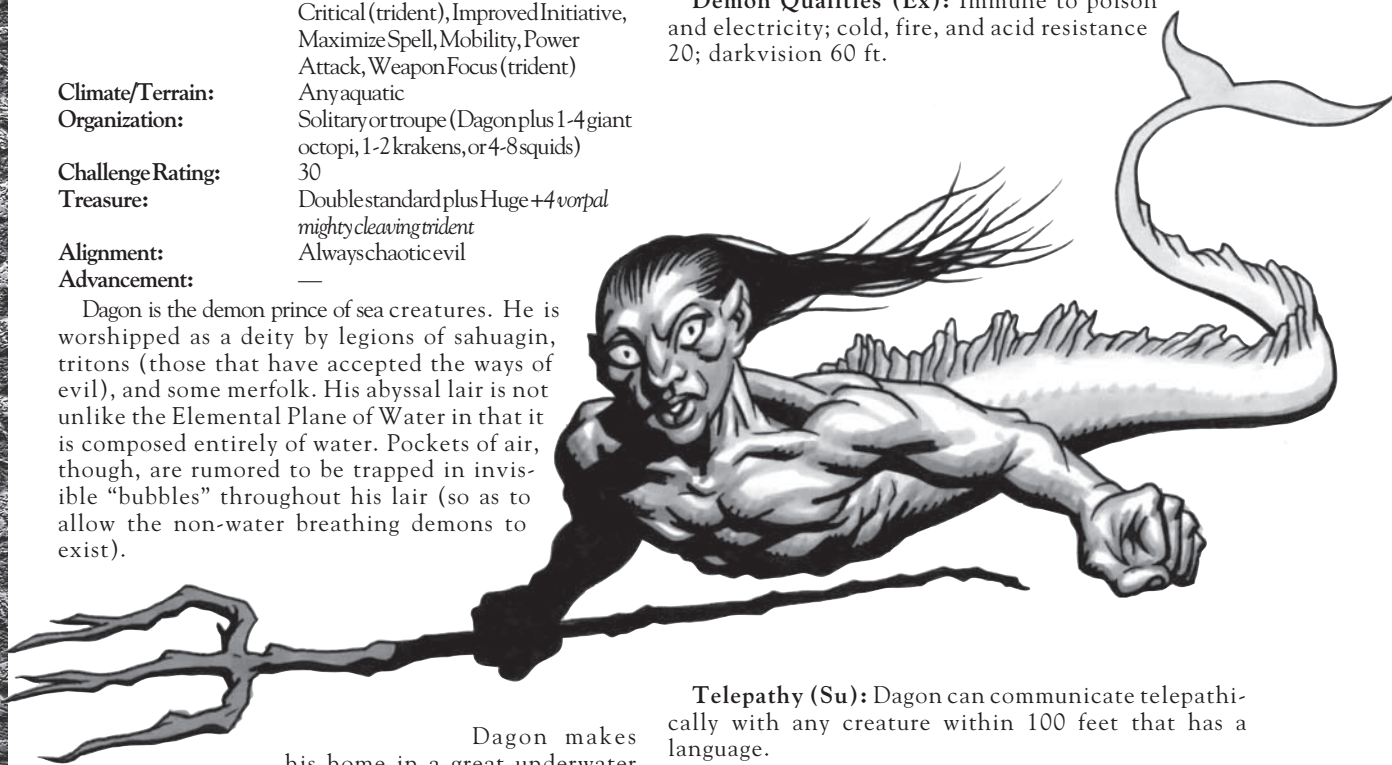 Critical (trident), Improved Initiative,
Maximize Spell, Mobility, Power
Attack, Weapon Focus (trident)
Climate/Terrain: Any aquatic
Organization: Solitary or troupe (Dagon plus 1-4 giant
octopi, 1-2 krakens, or 4-8 squids)
Challenge Rating: 30
Treasure: Double standard plus Huge +4 vorpal
mighty cleaving trident
Alignment: Always chaotic evil
Advancement: —
Dagon is the demon prince of sea creatures. He is
worshipped as a deity by legions of sahuagin,
tritons (those that have accepted the ways of
evil), and some merfolk. His abyssal lair is not
unlike the Elemental Plane of Water in that it
is composed entirely of water. Pockets of air,
though, are rumored to be trapped in invis-
ible “bubbles” throughout his lair (so as to
allow the non-water breathing demons to
exist).
Dagon makes
his home in a great underwater
Demon Qualities (Ex): Immune to poison
and electricity; cold, fire, and acid resistance
20; darkvision 60 ft.
Telepathy (Su): Dagon can communicate telepathi-
cally with any creature within 100 feet that has a
language.